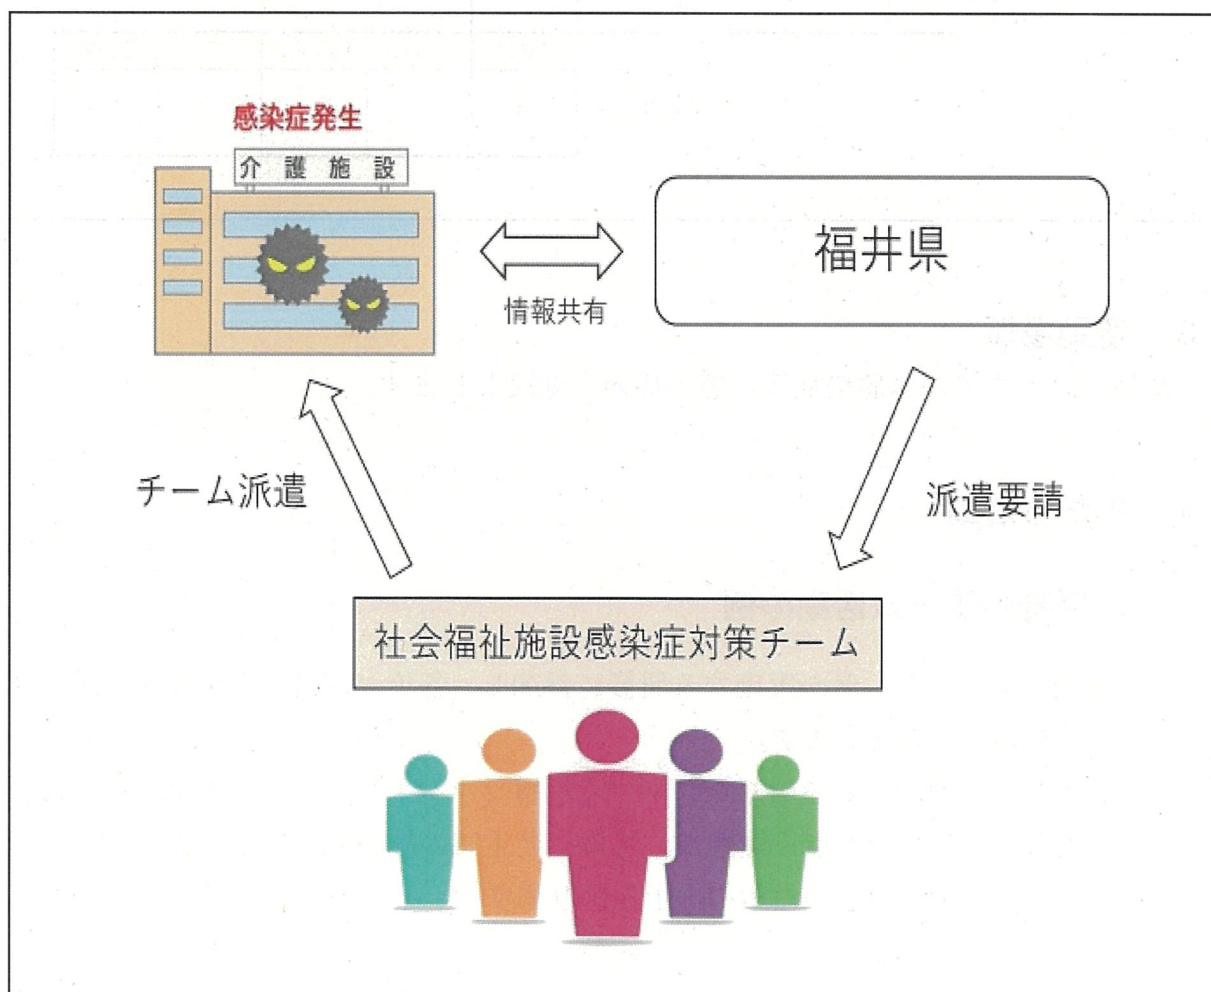 感染症発生
介護施設
福井県
情報共有
チーム派遣
派遣要請
社会福祉施設感染症対策チーム